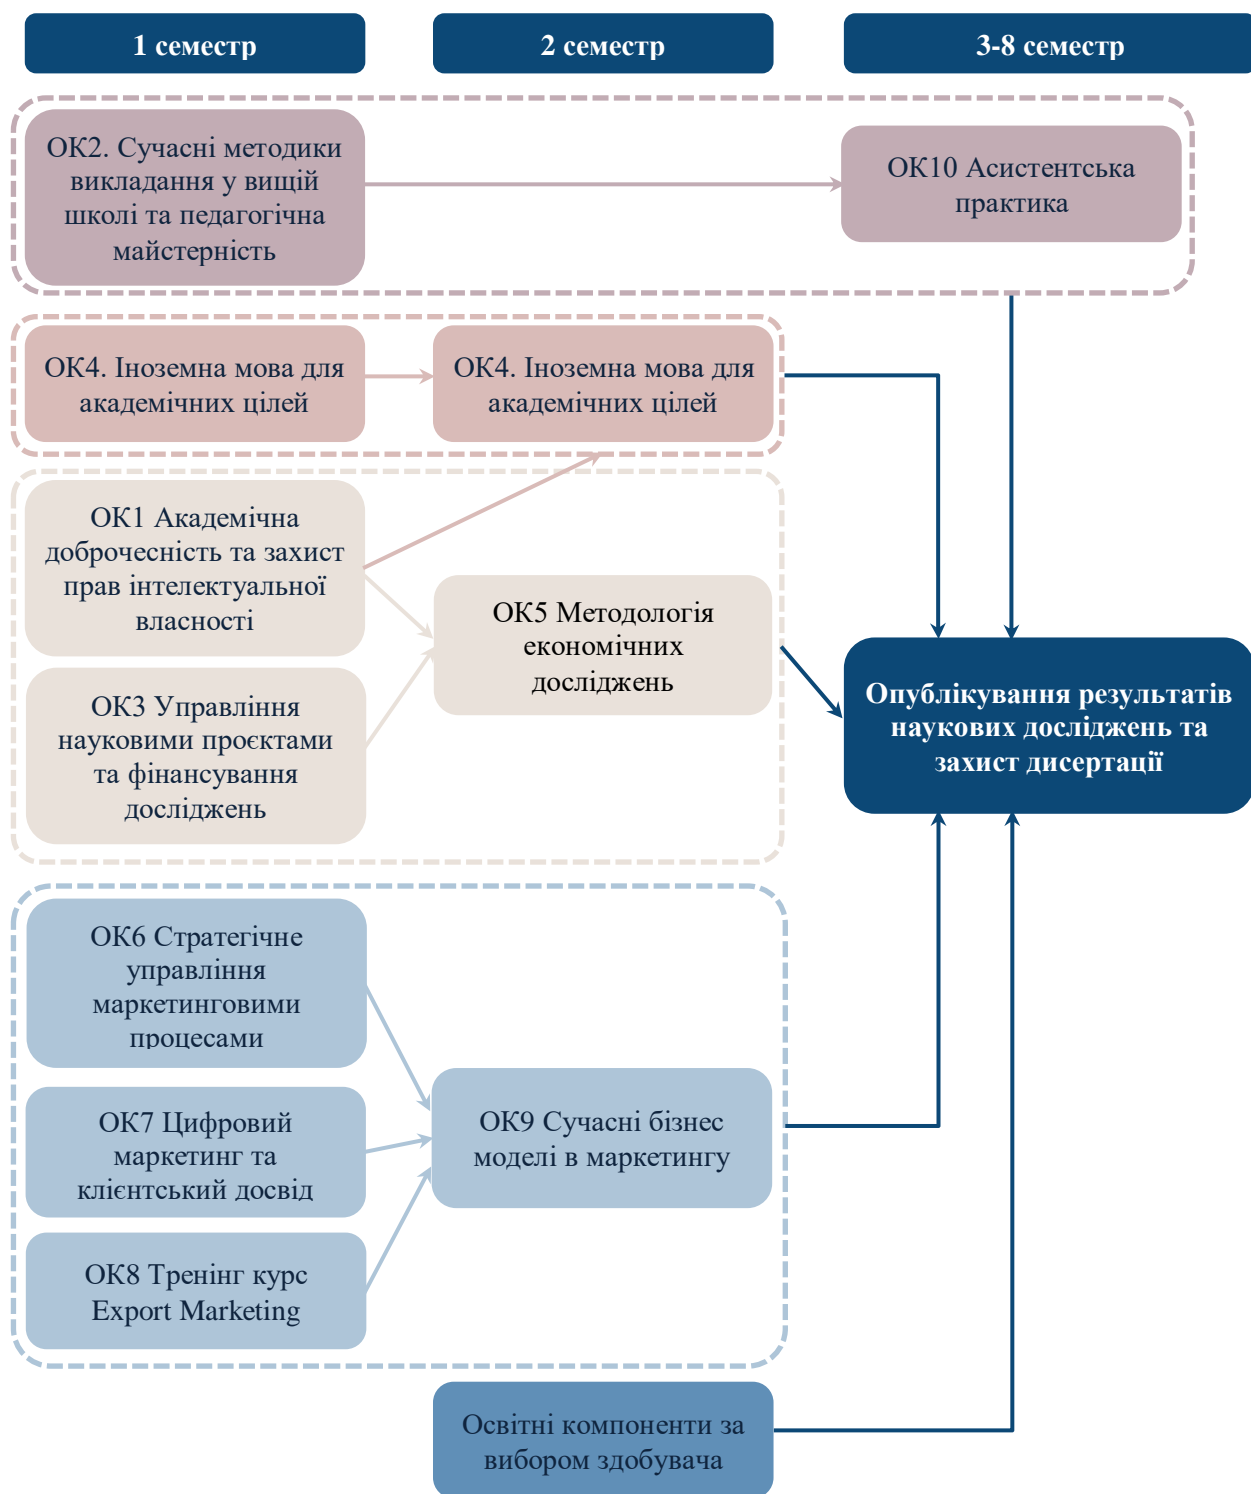 1 семестр
2 семестр
3-8 семестр
ОК2. Сучасні методики
викладання у вищій
школі та педагогічна
майстерність
ОК10 Асистентська
практика
ОК4. Іноземна мова для
академічних цілей
ОК4. Іноземна мова для
академічних цілей
ОК1 Академічна
доброчесність та захист
прав інтелектуальної
власності
ОК5 Методологія
економічних
досліджень
ОК3 Управління
науковими проєктами
та фінансування
досліджень
Опублікування результатів
наукових досліджень та
захист дисертації
ОК6 Стратегічне
управління
маркетинговими
процесами
ОК7 Цифровий
маркетинг та
клієнтський досвід
ОК9 Сучасні бізнес
моделі в маркетингу
ОК8 Тренінг курс
Export Marketing
Освітні компоненти за
вибором здобувача